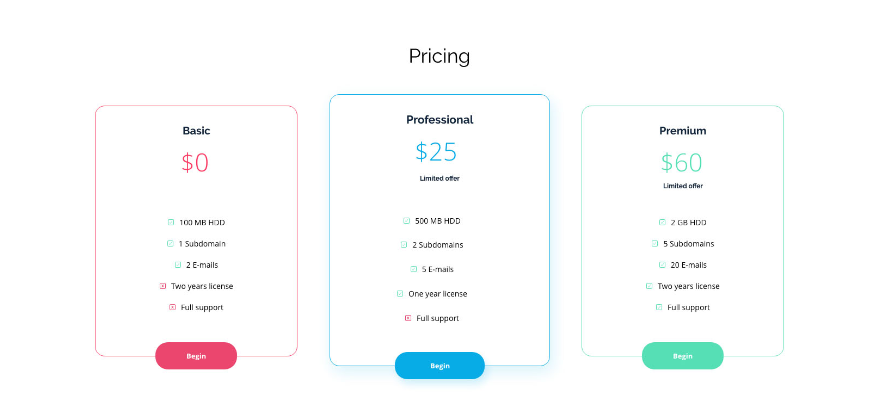 Pricing
Basic
$0
100 MB HDD
1 Subdomain
2 E-mails
Two years license
Full support
Begin
Professional
$25
Limited offer
500 MB HDD
2 Subdomains
5 E-mails
One year license
Full support
Begin
Premium
$60
Limited offer
2 GB HDD
5 Subdomains
20 E-mails
Two years license
Full support
Begin